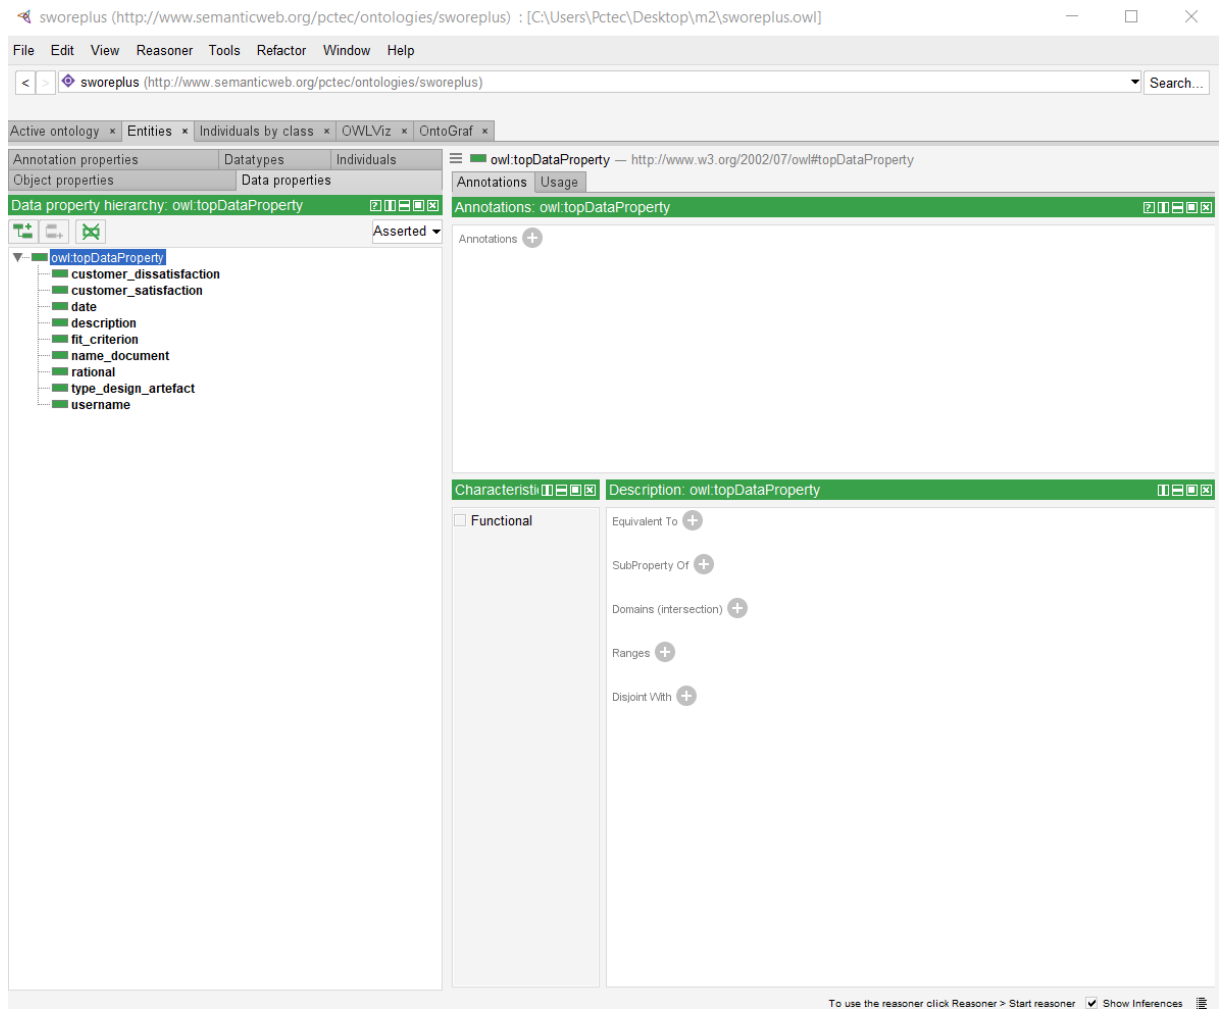 sworeplus (http://www.semanticweb.org/pctec/ontologies/sworeplus) : [C:\Users\Pctec\Desktop\m2\sworeplus.owl]
File Edit View Reasoner Tools Refactor Window Help
< > sworeplus (http://www.semanticweb.org/pctec/ontologies/sworeplus) Search...
Active ontology × Entities × Individuals by class × OWLViz × OntoGraf ×
Annotation properties Datatypes Individuals
Object properties Data properties
Data property hierarchy: owl:topDataProperty
Asserted
owl:topDataProperty
customer_dissatisfaction
customer_satisfaction
date
description
fit_criterion
name_document
rational
type_design_artefact
username
owl:topDataProperty — http://www.w3.org/2002/07/owl#topDataProperty
Annotations Usage
Annotations: owl:topDataProperty
Annotations
Characteristi
Functional
Description: owl:topDataProperty
Equivalent To
SubProperty Of
Domains (intersection)
Ranges
Disjoint With
To use the reasoner click Reasoner > Start reasoner Show Inferences